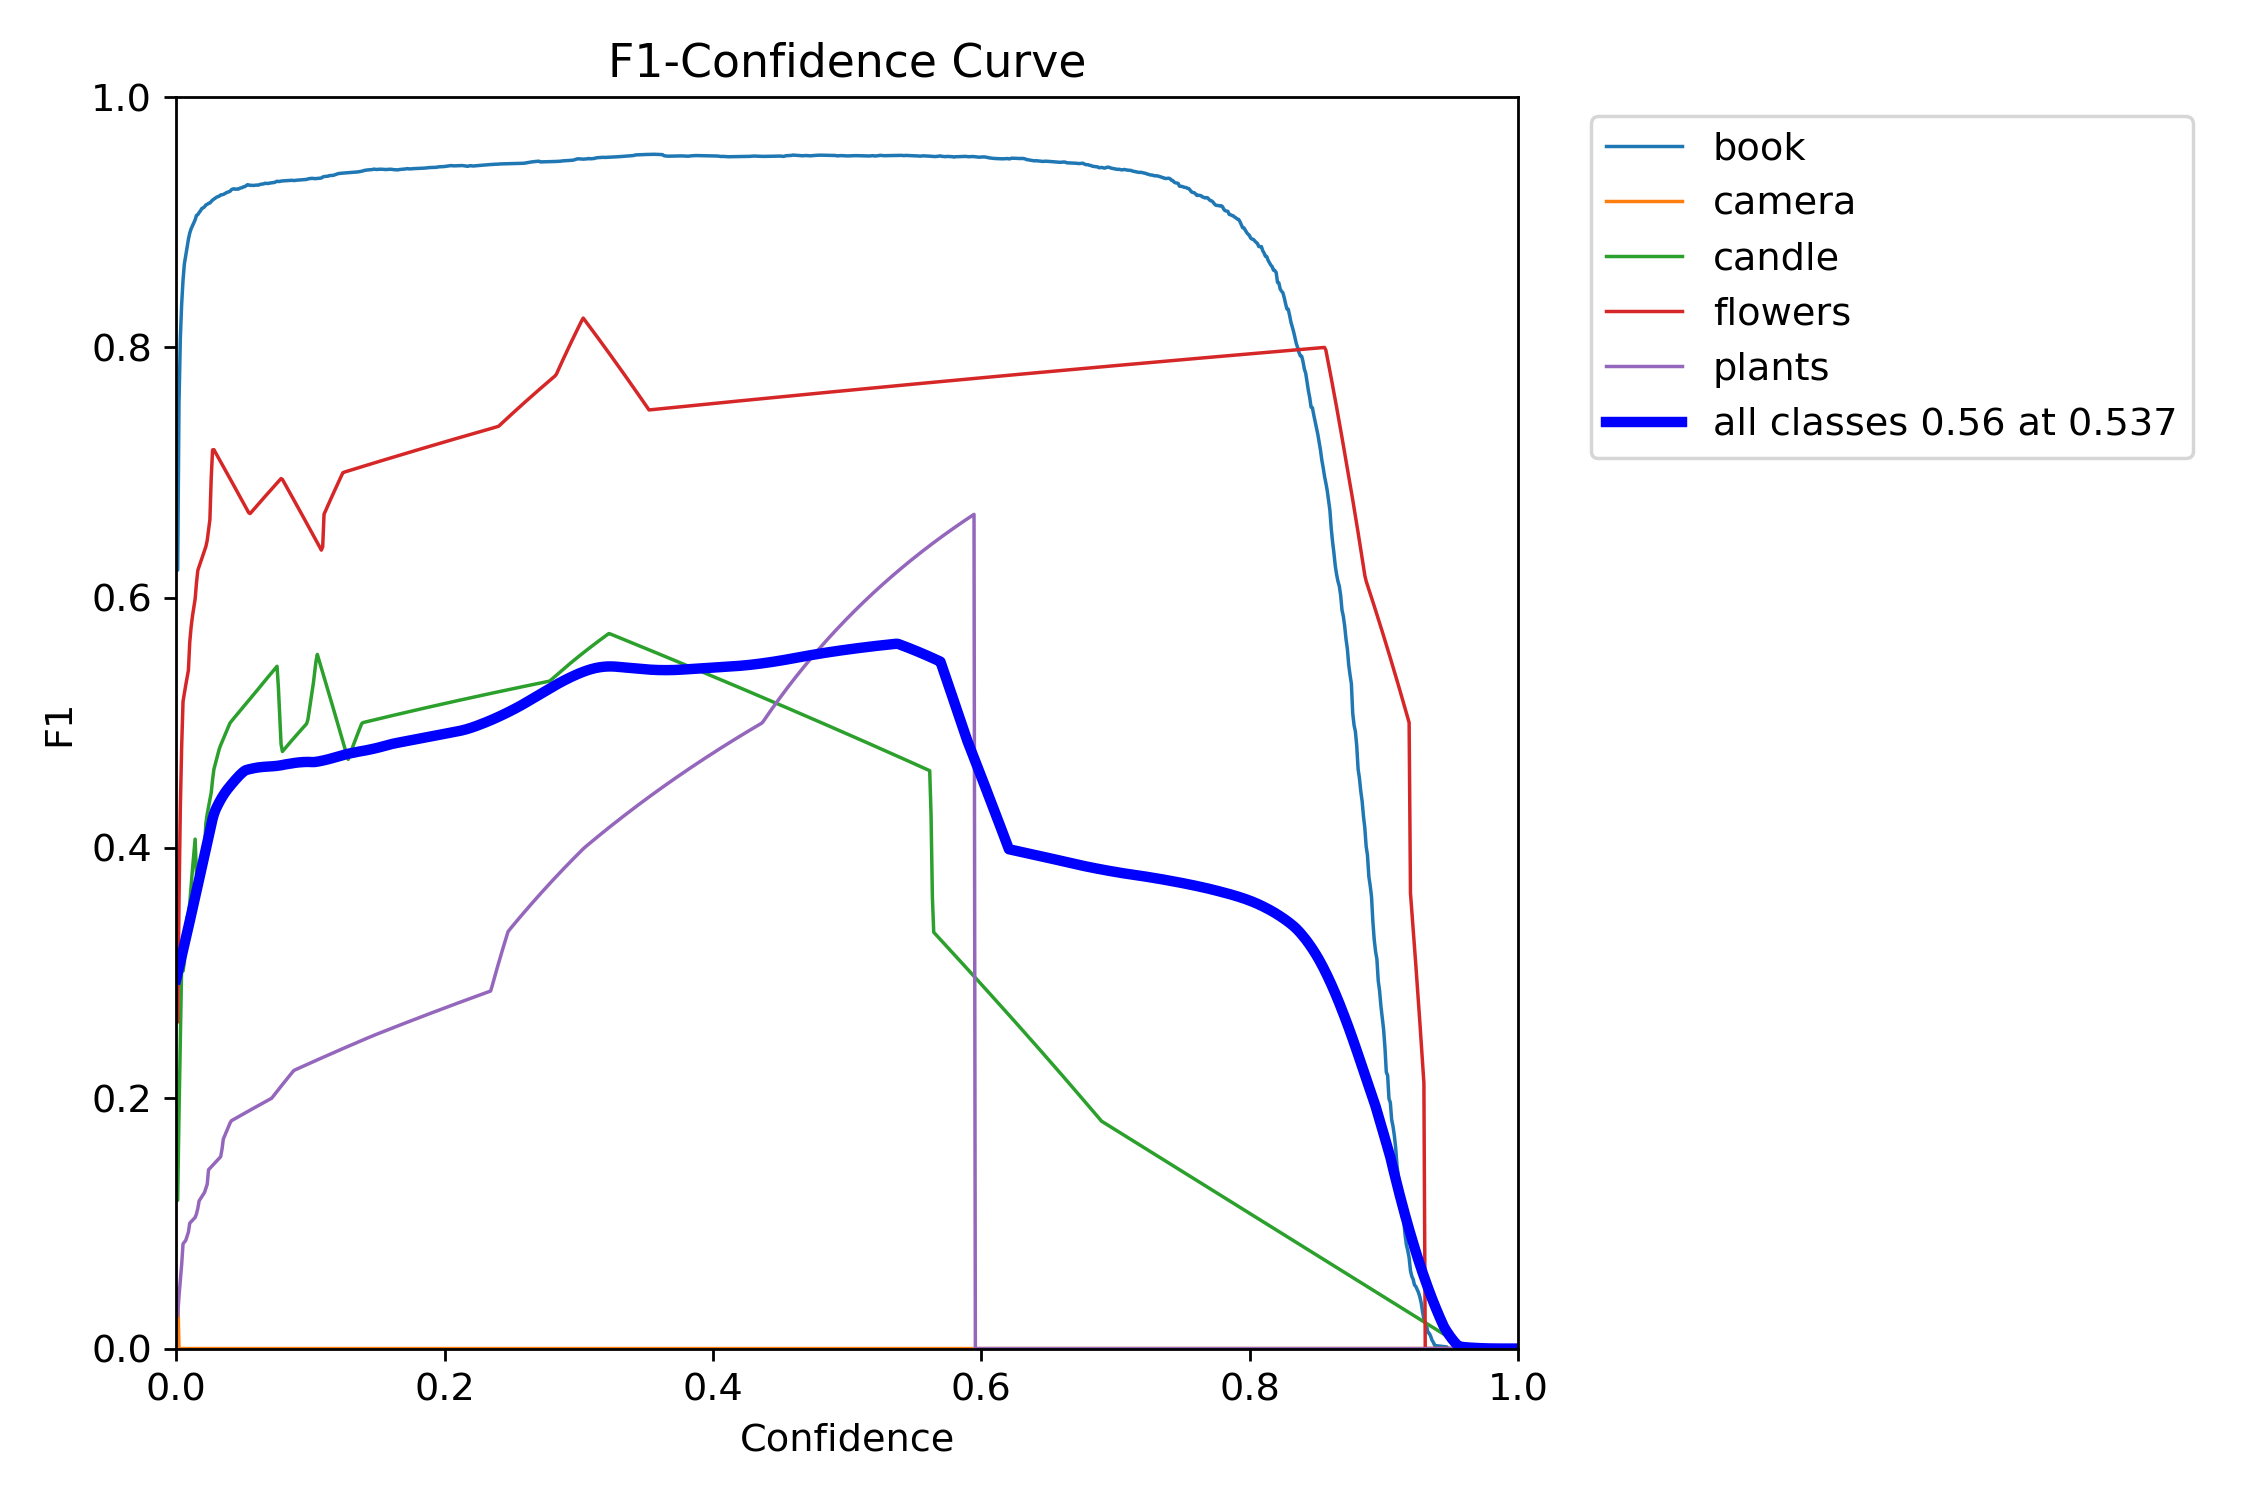 F1-Confidence Curve
1.0
0.8
0.6
0.4
0.2
0.0
F1
0.0 0.2 0.4 0.6 0.8 1.0
Confidence
book
camera
candle
flowers
plants
all classes 0.56 at 0.537